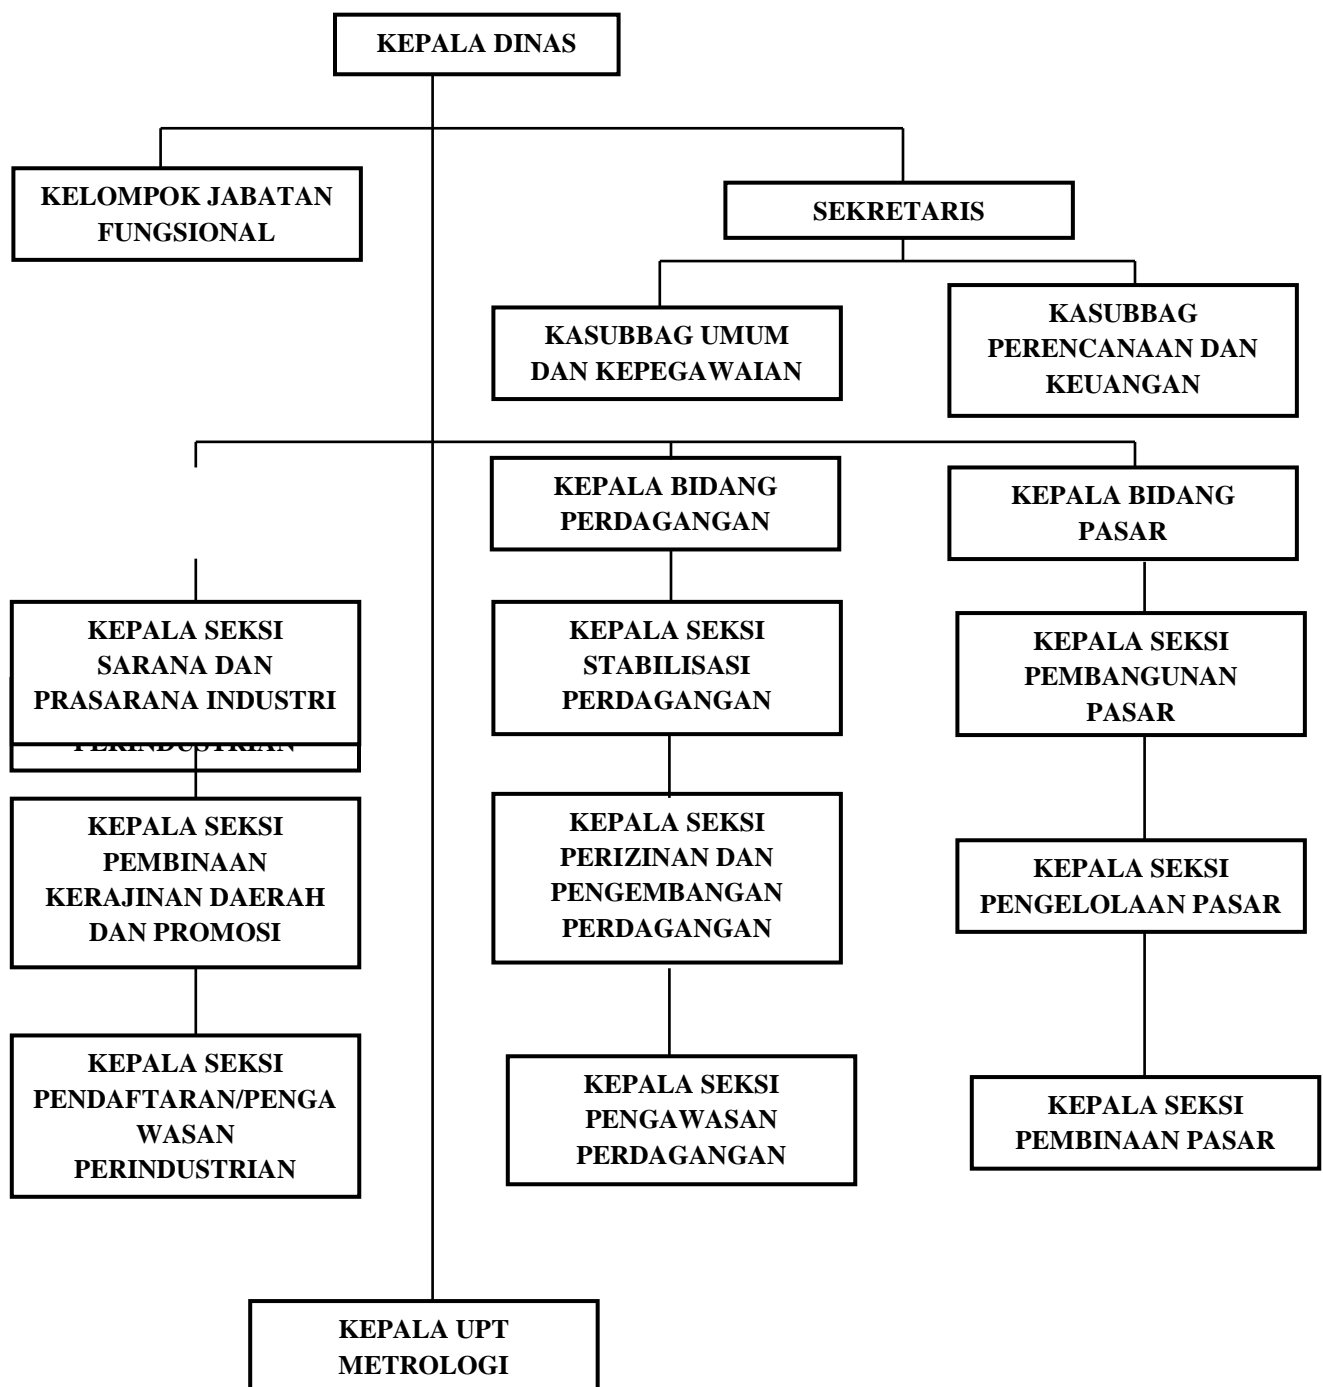 KEPALA DINAS
KELOMPOK JABATAN
FUNGSIONAL
SEKRETARIS
KASUBBAG UMUM
DAN KEPEGAWAIAN
KASUBBAG
PERENCANAAN DAN
KEUANGAN
KEPALA BIDANG
PERDAGANGAN
KEPALA BIDANG
PASAR
KEPALA SEKSI
SARANA DAN
PRASARANA INDUSTRI
PERINDUSTRIAN
KEPALA SEKSI
STABILISASI
PERDAGANGAN
KEPALA SEKSI
PEMBANGUNAN
PASAR
KEPALA SEKSI
PEMBINAAN
KERAJINAN DAERAH
DAN PROMOSI
KEPALA SEKSI
PERIZINAN DAN
PENGEMBANGAN
PERDAGANGAN
KEPALA SEKSI
PENGELOLAAN PASAR
KEPALA SEKSI
PENDAFTARAN/PENGA
WASAN
PERINDUSTRIAN
KEPALA SEKSI
PENGAWASAN
PERDAGANGAN
KEPALA SEKSI
PEMBINAAN PASAR
KEPALA UPT
METROLOGI